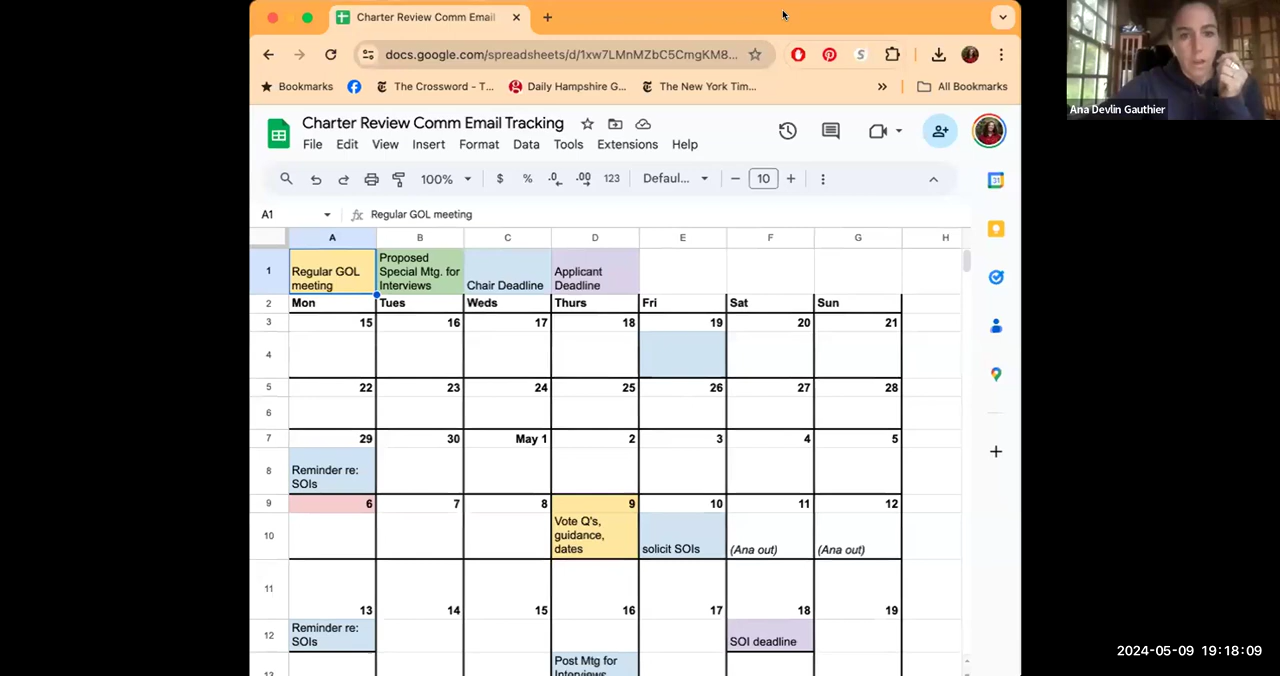 Charter Review Comm Email
docs.google.com/spreadsheets/d/1xw7LMnMZbC5CmgKM8...
Bookmarks
The Crossword - T...
Daily Hampshire G...
The New York Tim...
All Bookmarks
Charter Review Comm Email Tracking
File Edit View Insert Format Data Tools Extensions Help
100% $ % .0 .00 123 Defaul... 10
A1 fx Regular GOL meeting
A B C D E F G H
1 Regular GOL meeting
Proposed Special Mtg. for Interviews
Chair Deadline
Applicant Deadline
2 Mon Tues Weds Thurs Fri Sat Sun
3 15 16 17 18 19 20 21
4
5 22 23 24 25 26 27 28
6
7 29 30 May 1 2 3 4 5
8 Reminder re: SOIs
9 6 7 8 9 10 11 12
10 Vote Q's, guidance, dates
solicit SOIs
(Ana out)
(Ana out)
11 13 14 15 16 17 18 19
12 Reminder re: SOIs
SOI deadline
Post Mtg for
Interviews
Ana Devlin Gauthier
2024-05-09 19:18:09